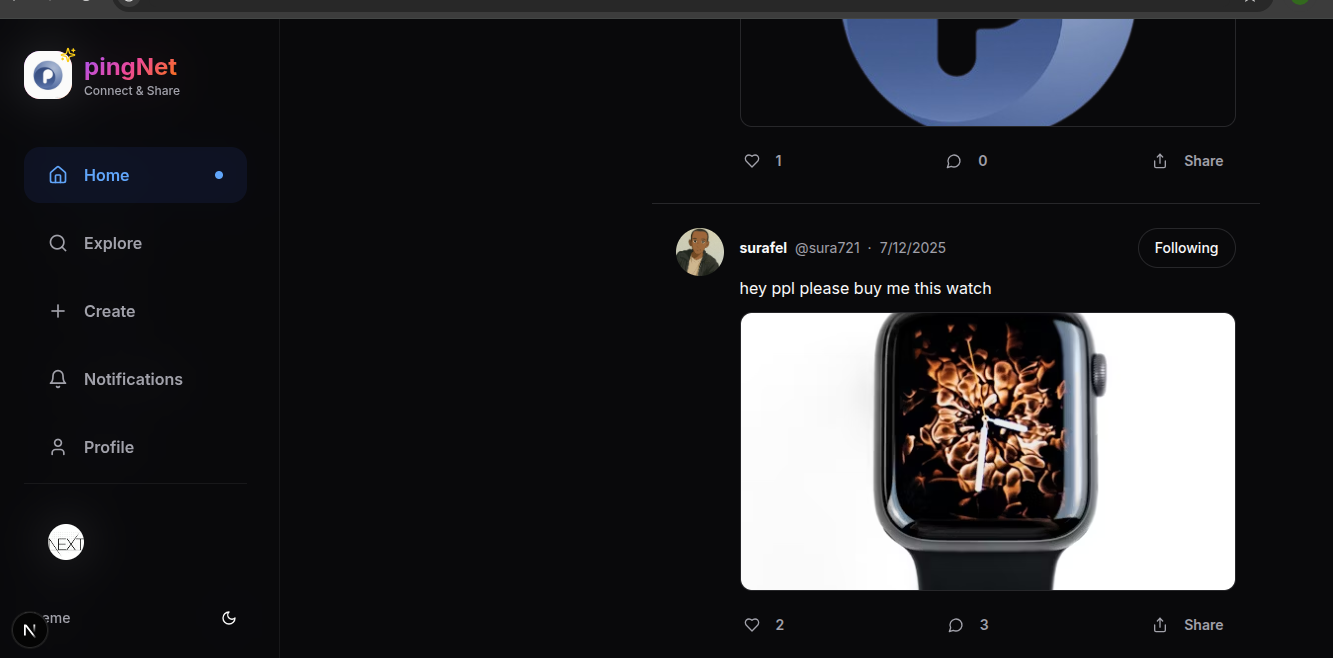 pingNet
Connect & Share
Home
Explore
Create
Notifications
Profile
NEXT
eme
N
1
0
Share
surafel @sura721 · 7/12/2025
Following
hey ppl please buy me this watch
2
3
Share